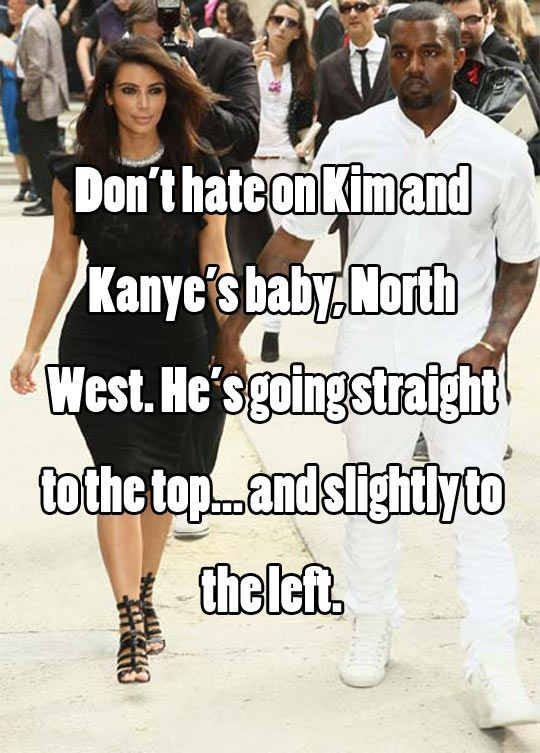 Don't hate on Kim and
Kanye's baby, North
West. He's going straight
to the top... and slightly to
the left.